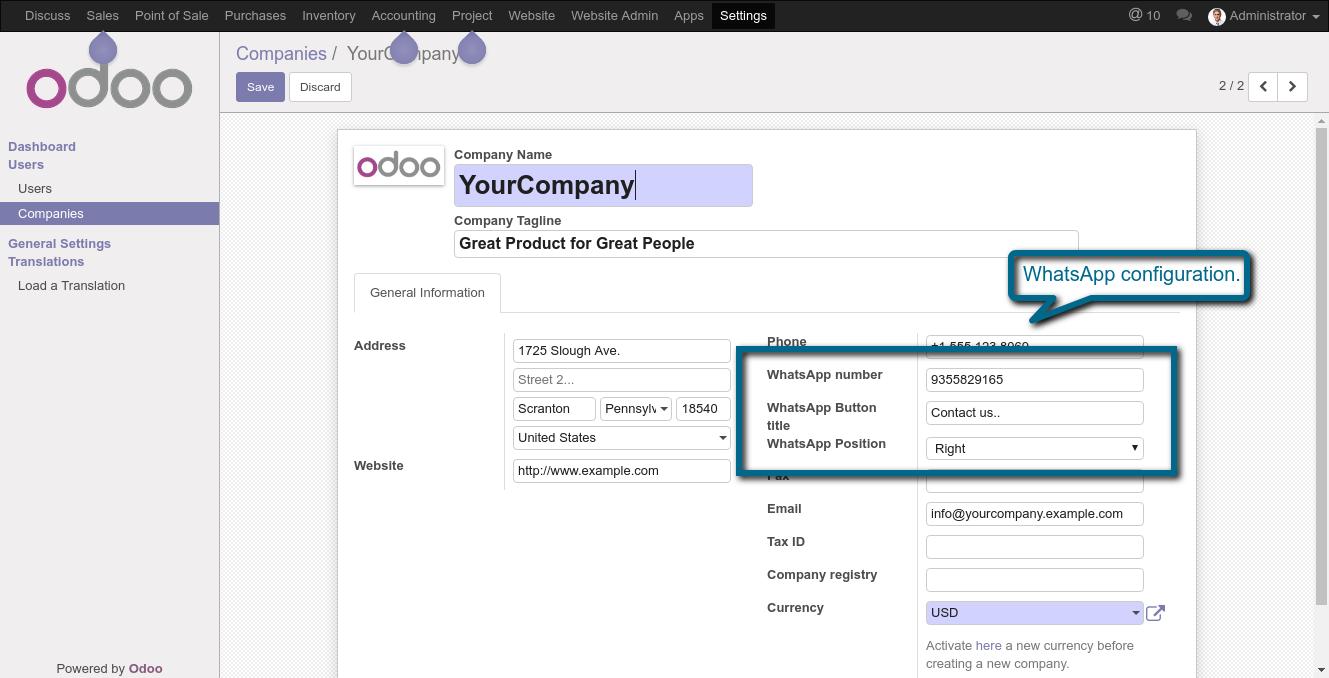 Discuss Sales Point of Sale Purchases Inventory Accounting Project Website Website Admin Apps Settings @ 10 Administrator
odoo
Companies / YourCompany
Save Discard
2 / 2
Dashboard
Users
Users
Companies
General Settings
Translations
Load a Translation
Powered by Odoo
odoo
Company Name
YourCompany
Company Tagline
Great Product for Great People
WhatsApp configuration.
General Information
Address
1725 Slough Ave.
Street 2...
Scranton Pennsylv 18540
United States
Website
http://www.example.com
Phone +1 555 123 8069
WhatsApp number 9355829165
WhatsApp Button
title
Contact us..
WhatsApp Position Right
Fax
Email info@yourcompany.example.com
Tax ID
Company registry
Currency USD
Activate here a new currency before
creating a new company.